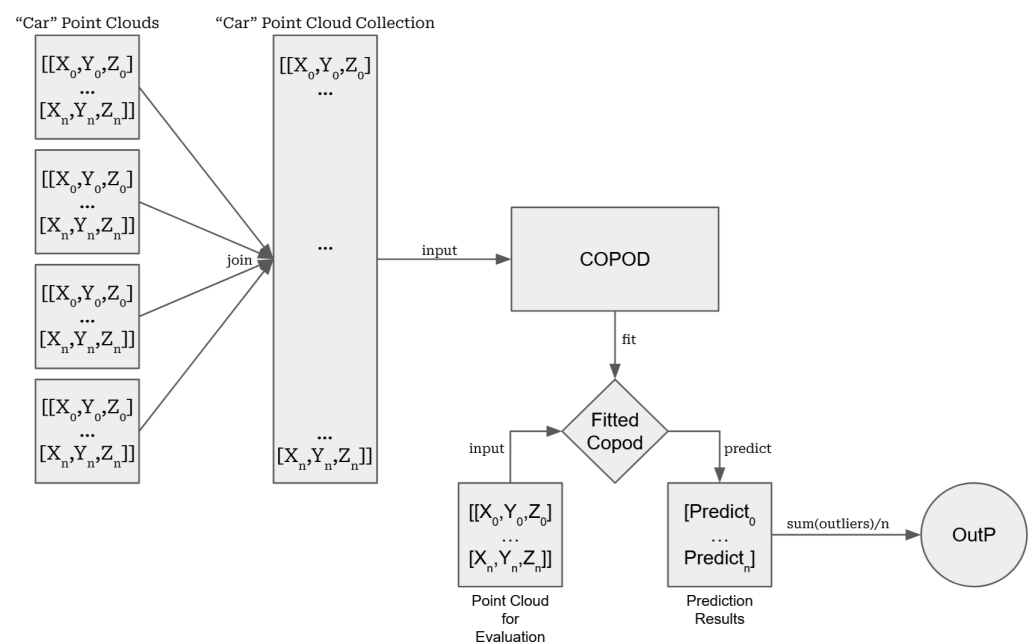 “Car” Point Clouds
[[X₀,Y₀,Z₀]
...
[Xₙ,Yₙ,Zₙ]]
[[X₀,Y₀,Z₀]
...
[Xₙ,Yₙ,Zₙ]]
[[X₀,Y₀,Z₀]
...
[Xₙ,Yₙ,Zₙ]]
[[X₀,Y₀,Z₀]
...
[Xₙ,Yₙ,Zₙ]]
join
“Car” Point Cloud Collection
[[X₀,Y₀,Z₀]
...
...
...
[Xₙ,Yₙ,Zₙ]]
input
COPOD
fit
Fitted
Copod
input
[[X₀,Y₀,Z₀]
...
[Xₙ,Yₙ,Zₙ]]
Point Cloud
for
Evaluation
predict
[Predict₀
...
Predictₙ]
Prediction
Results
sum(outliers)/n
OutP